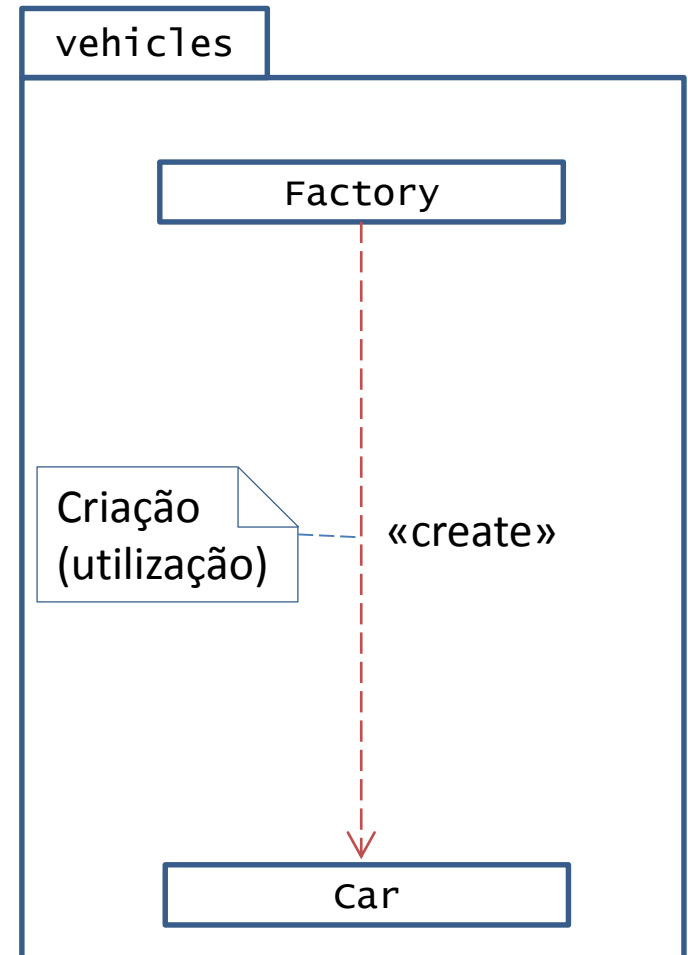 vehicles
Factory
Criação
(utilização)
«create»
Car